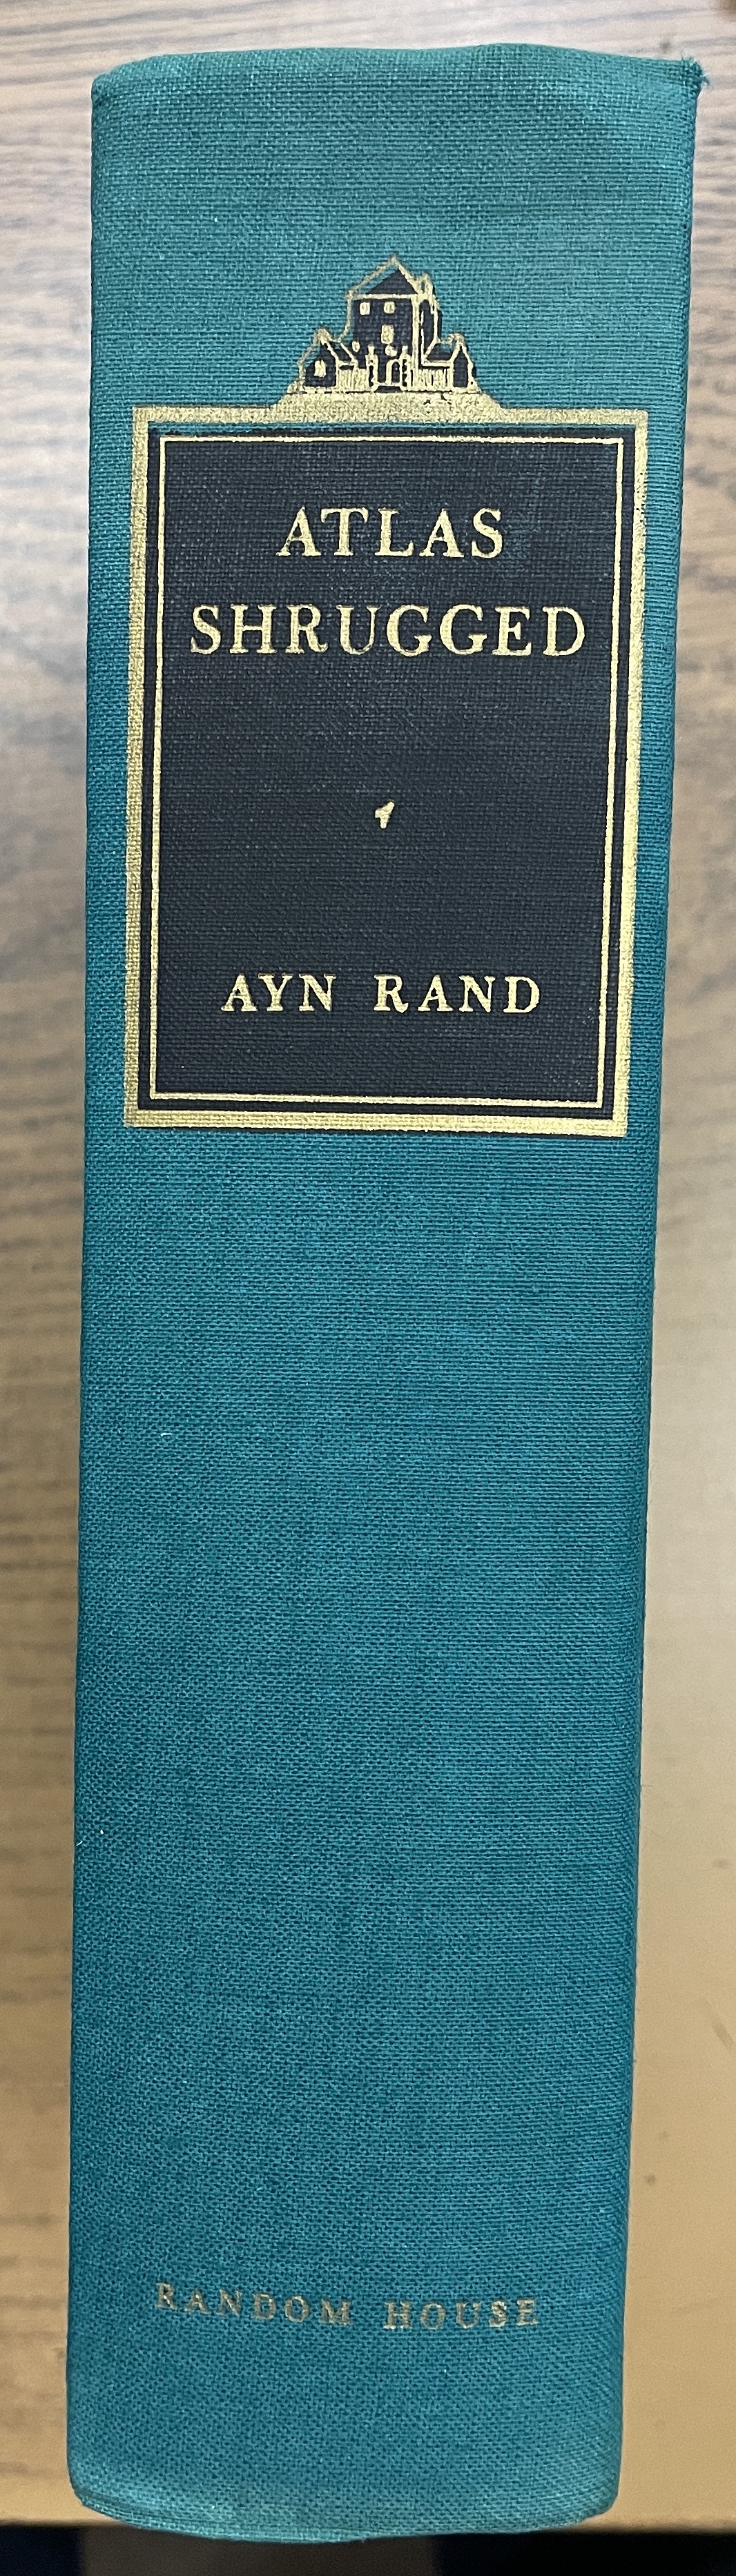 ATLAS
SHRUGGED
AYN RAND
RANDOM HOUSE